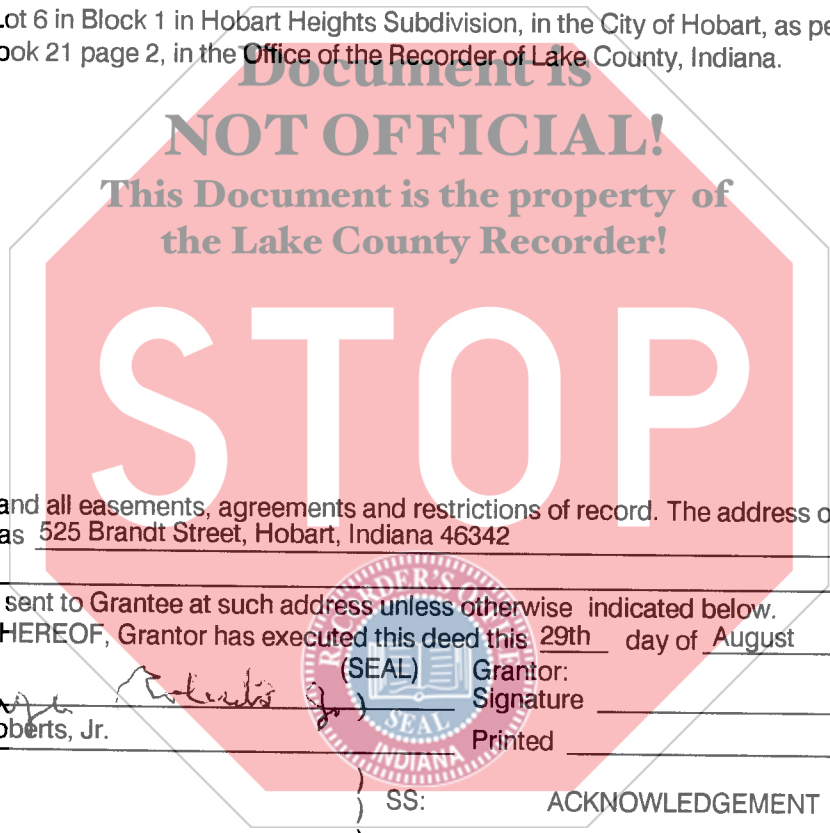 Lot 6 in Block 1 in Hobart Heights Subdivision, in the City of Hobart, as pe
ook 21 page 2, in the Office of the Recorder of Lake County, Indiana.
Document is
NOT OFFICIAL!
This Document is the property of
the Lake County Recorder!
STOP
and all easements, agreements and restrictions of record. The address o
as 525 Brandt Street, Hobart, Indiana 46342
sent to Grantee at such address unless otherwise indicated below.
HEREOF, Grantor has executed this deed this 29th day of August
(SEAL) Grantor:
Signature
oberts, Jr.
Printed
RECORDER'S OFFICE
SEAL
INDIANA
) SS: ACKNOWLEDGEMENT